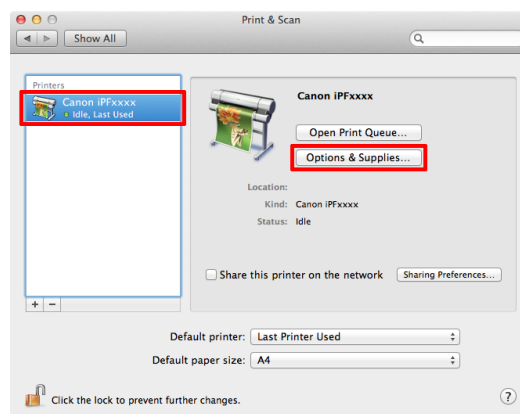 Print & Scan
Show All
Printers
Canon iPFxxxx
Idle, Last Used
Canon iPFxxxx
Open Print Queue...
Options & Supplies...
Location:
Kind: Canon iPFxxxx
Status: Idle
Share this printer on the network Sharing Preferences...
+ −
Default printer: Last Printer Used
Default paper size: A4
Click the lock to prevent further changes.
?